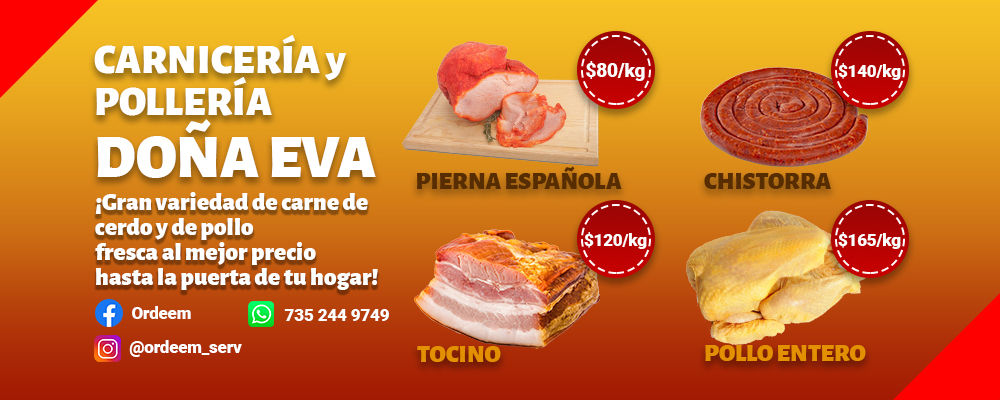 CARNICERÍA y
POLLERÍA
DOÑA EVA
¡Gran variedad de carne de
cerdo y de pollo
fresca al mejor precio
hasta la puerta de tu hogar!
Ordeem
735 244 9749
@ordeem_serv
$80/kg
PIERNA ESPAÑOLA
$140/kg
CHISTORRA
$120/kg
TOCINO
$165/kg
POLLO ENTERO